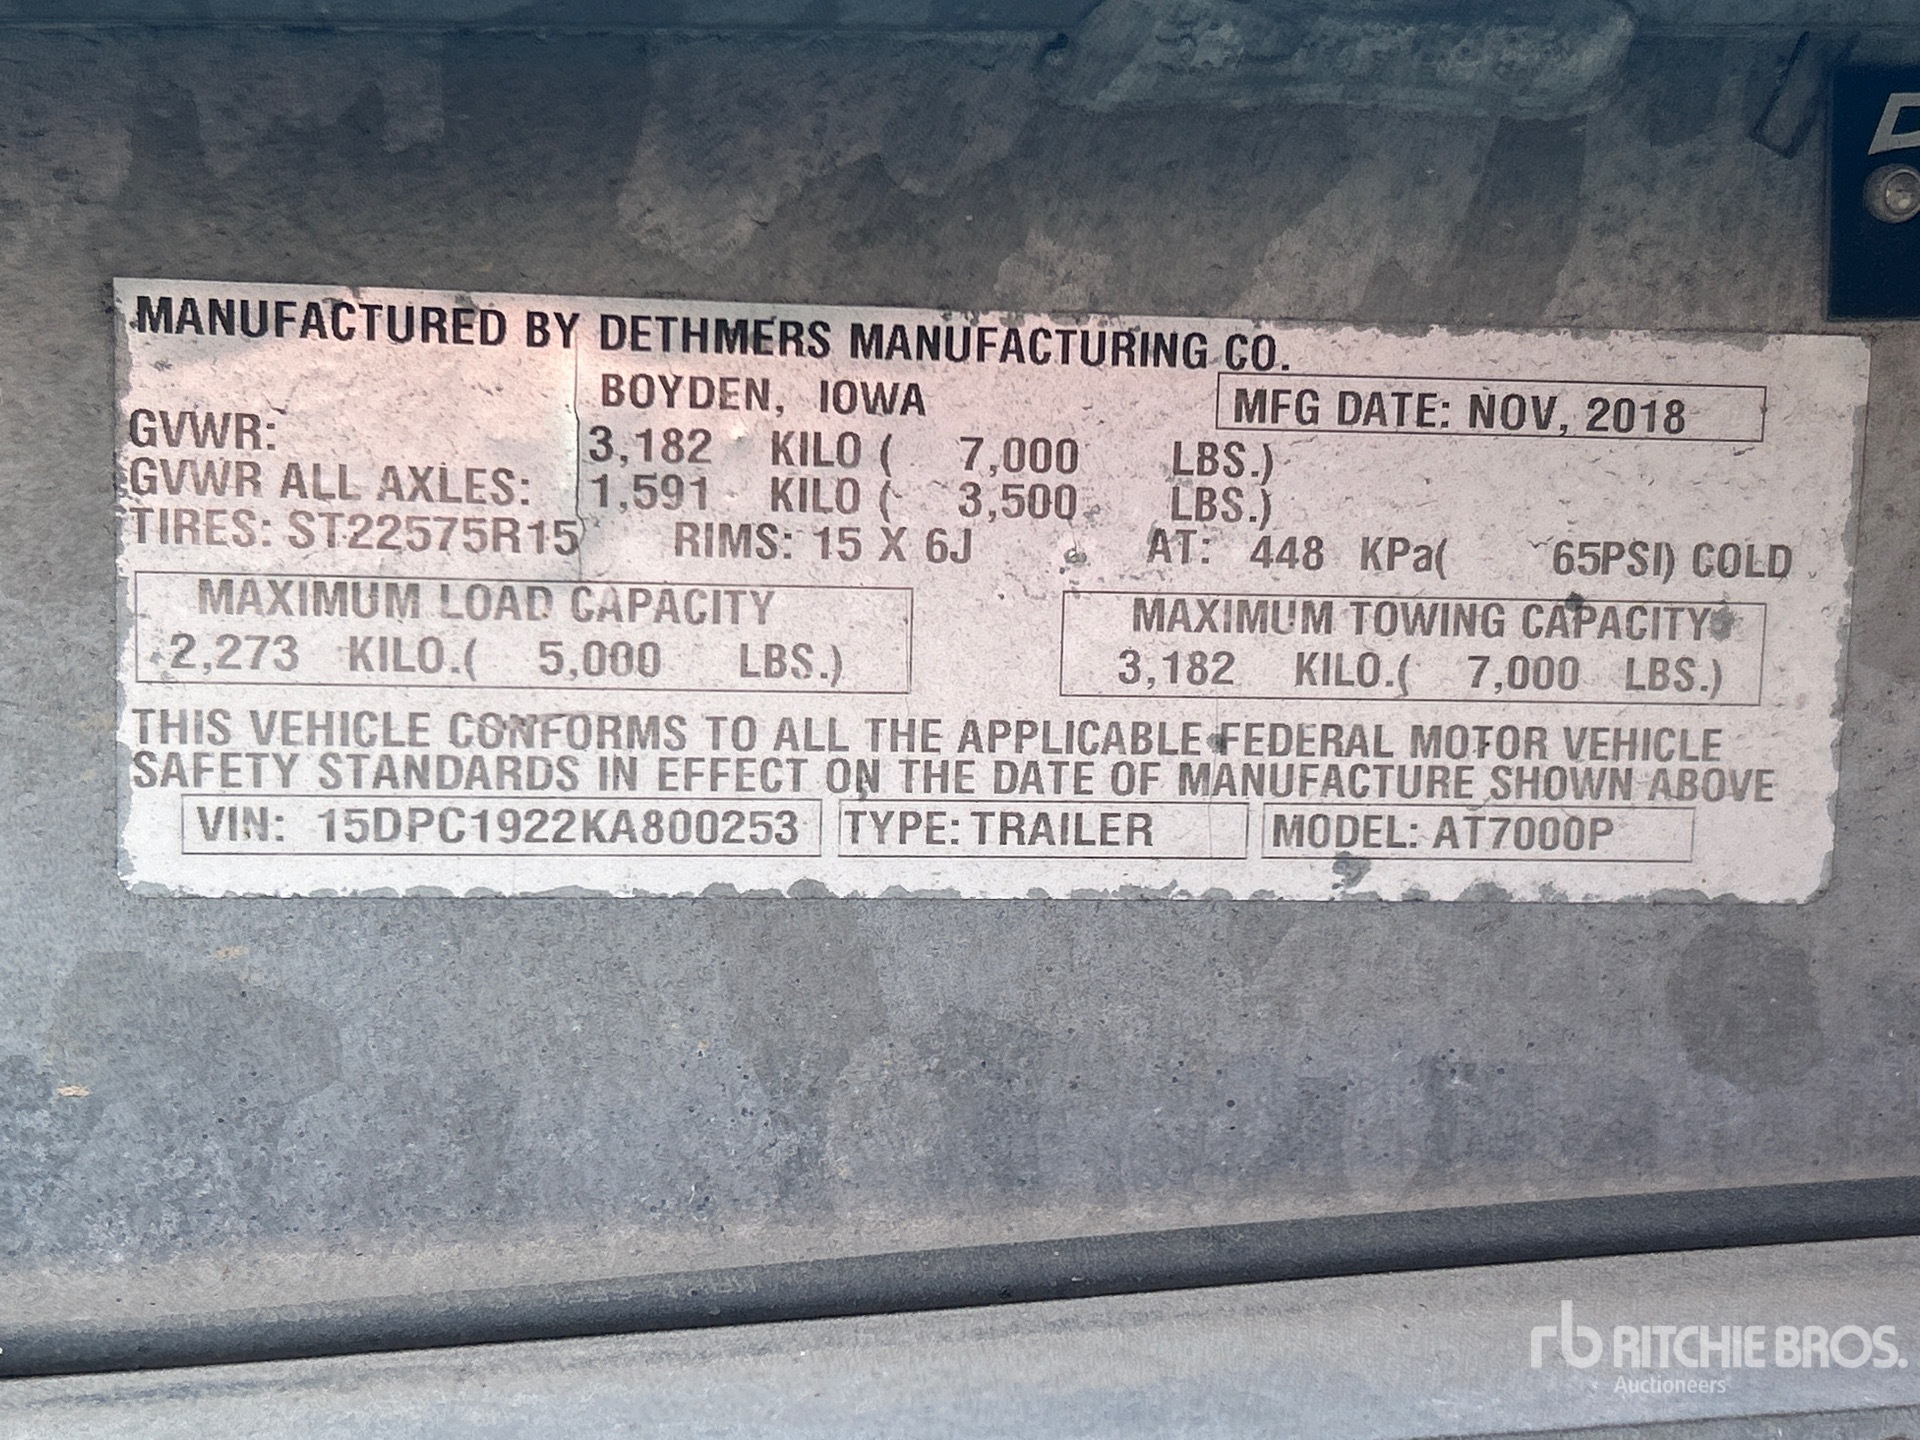 MANUFACTURED BY DETHMERS MANUFACTURING CO.
BOYDEN, IOWA
MFG DATE: NOV, 2018
GVWR: 3,182 KILO ( 7,000 LBS.)
GVWR ALL AXLES: 1,591 KILO ( 3,500 LBS.)
TIRES: ST22575R15 RIMS: 15 X 6J AT: 448 KPa( 65PSI) COLD
MAXIMUM LOAD CAPACITY
2,273 KILO.( 5,000 LBS.)
MAXIMUM TOWING CAPACITY
3,182 KILO.( 7,000 LBS.)
THIS VEHICLE CONFORMS TO ALL THE APPLICABLE FEDERAL MOTOR VEHICLE
SAFETY STANDARDS IN EFFECT ON THE DATE OF MANUFACTURE SHOWN ABOVE
VIN: 15DPC1922KA800253 TYPE: TRAILER MODEL: AT7000P
rb RITCHIE BROS.
Auctioneers